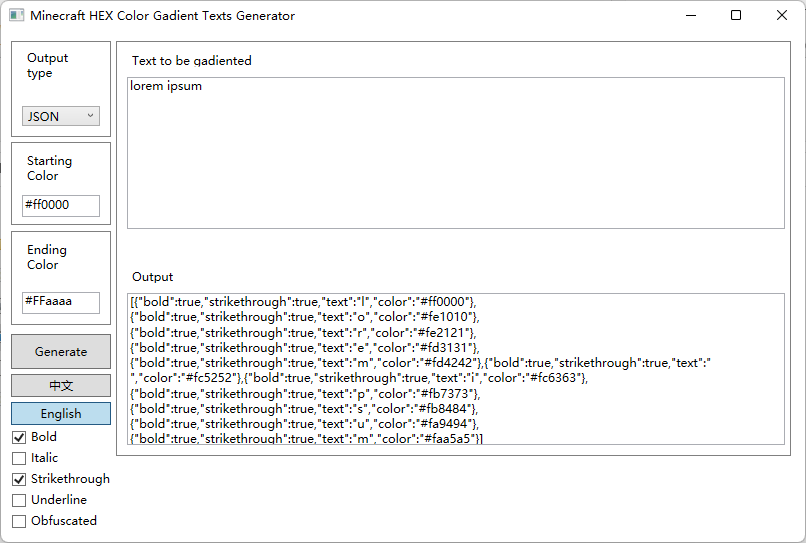 Minecraft HEX Color Gadient Texts Generator
Output
type
JSON
Starting
Color
#ff0000
Ending
Color
#FFaaaa
Generate
中文
English
Bold
Italic
Strikethrough
Underline
Obfuscated
Text to be gadiented
lorem ipsum
Output
[{"bold":true,"strikethrough":true,"text":"l","color":"#ff0000"},
{"bold":true,"strikethrough":true,"text":"o","color":"#fe1010"},
{"bold":true,"strikethrough":true,"text":"r","color":"#fe2121"},
{"bold":true,"strikethrough":true,"text":"e","color":"#fd3131"},
{"bold":true,"strikethrough":true,"text":"m","color":"#fd4242"},{"bold":true,"strikethrough":true,"text":"
","color":"#fc5252"},{"bold":true,"strikethrough":true,"text":"i","color":"#fc6363"},
{"bold":true,"strikethrough":true,"text":"p","color":"#fb7373"},
{"bold":true,"strikethrough":true,"text":"s","color":"#fb8484"},
{"bold":true,"strikethrough":true,"text":"u","color":"#fa9494"},
{"bold":true,"strikethrough":true,"text":"m","color":"#faa5a5"}]